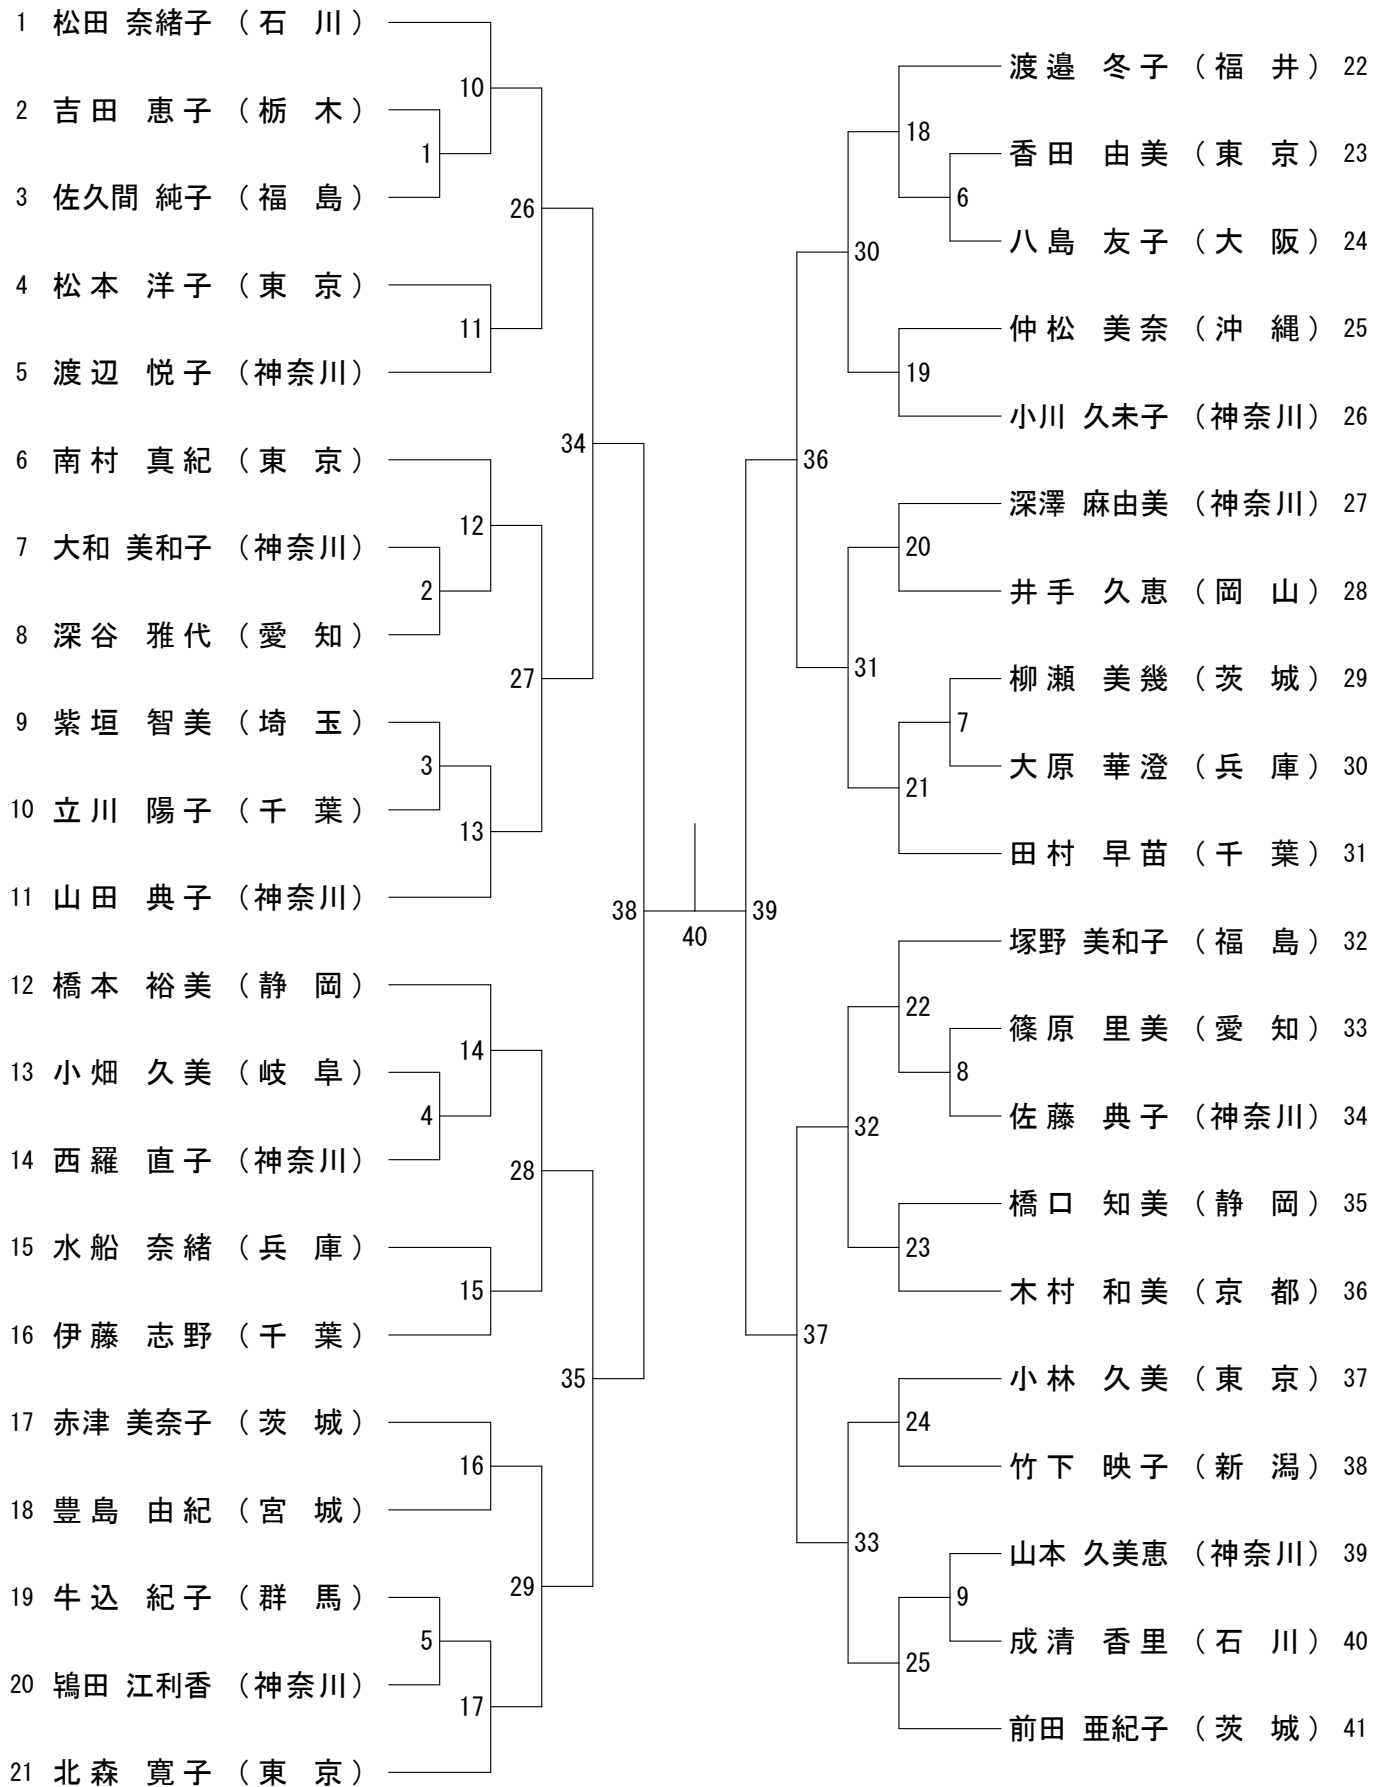 1 松田 奈緒子 (石 川)
2 吉田 恵子 (栃 木)
3 佐久間 純子 (福 島)
4 松本 洋子 (東 京)
5 渡辺 悦子 (神奈川)
6 南村 真紀 (東 京)
7 大和 美和子 (神奈川)
8 深谷 雅代 (愛 知)
9 紫垣 智美 (埼 玉)
10 立川 陽子 (千 葉)
11 山田 典子 (神奈川)
12 橋本 裕美 (静 岡)
13 小畑 久美 (岐 阜)
14 西羅 直子 (神奈川)
15 水船 奈緒 (兵 庫)
16 伊藤 志野 (千 葉)
17 赤津 美奈子 (茨 城)
18 豊島 由紀 (宮 城)
19 牛込 紀子 (群 馬)
20 鴇田 江利香 (神奈川)
21 北森 寛子 (東 京)
1
2
3
4
5
10
11
12
13
14
15
16
17
26
27
28
29
34
35
38
40
39
36
37
30
31
32
33
18
19
20
21
22
23
24
25
6
7
8
9
渡邉 冬子 (福 井) 22
香田 由美 (東 京) 23
八島 友子 (大 阪) 24
仲松 美奈 (沖 縄) 25
小川 久未子 (神奈川) 26
深澤 麻由美 (神奈川) 27
井手 久恵 (岡 山) 28
柳瀬 美幾 (茨 城) 29
大原 華澄 (兵 庫) 30
田村 早苗 (千 葉) 31
塚野 美和子 (福 島) 32
篠原 里美 (愛 知) 33
佐藤 典子 (神奈川) 34
橋口 知美 (静 岡) 35
木村 和美 (京 都) 36
小林 久美 (東 京) 37
竹下 映子 (新 潟) 38
山本 久美恵 (神奈川) 39
成清 香里 (石 川) 40
前田 亜紀子 (茨 城) 41